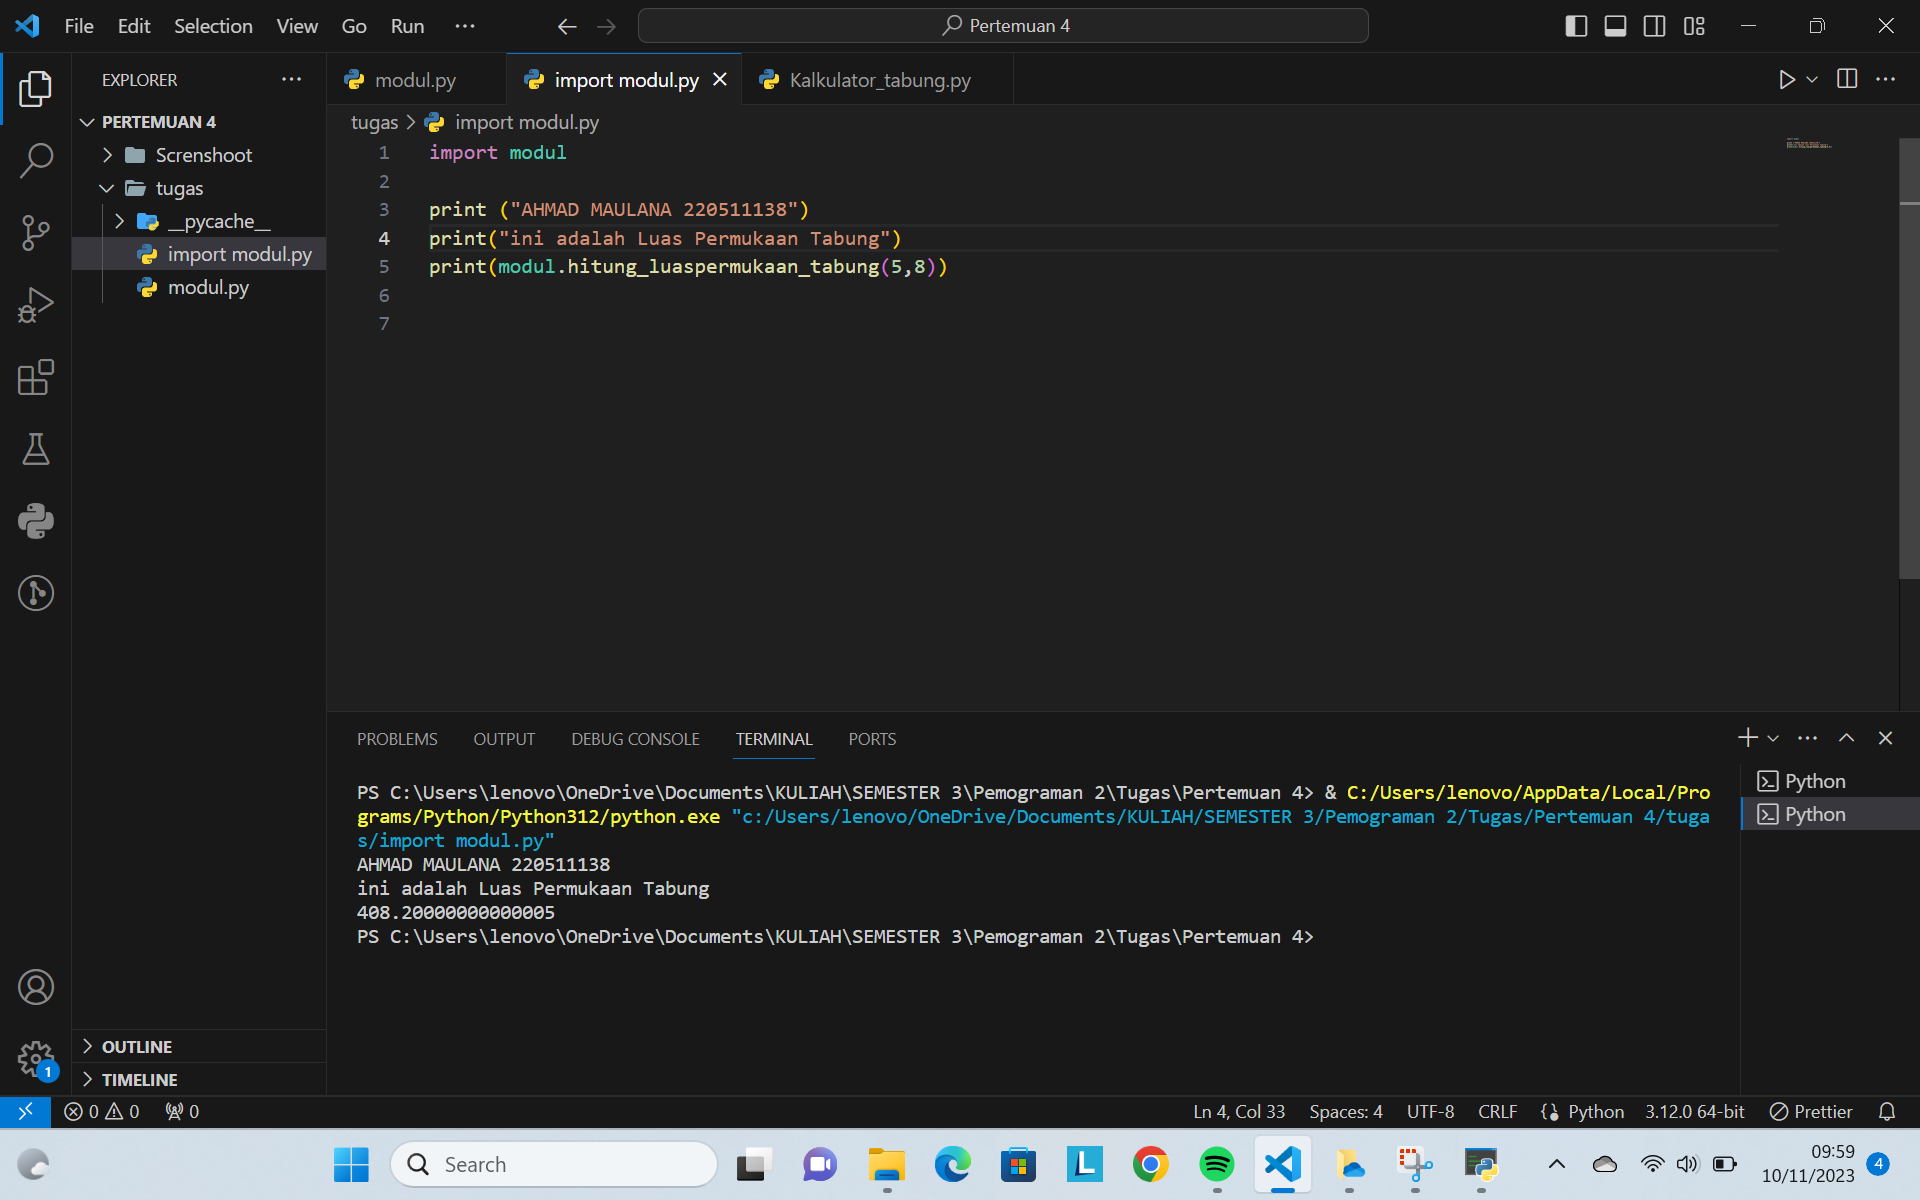 File Edit Selection View Go Run ···
Pertemuan 4
EXPLORER
PERTEMUAN 4
Screnshoot
tugas
__pycache__
import modul.py
modul.py
OUTLINE
TIMELINE
modul.py import modul.py Kalkulator_tabung.py
tugas > import modul.py
1 import modul
2
3 print ("AHMAD MAULANA 220511138")
4 print("ini adalah Luas Permukaan Tabung")
5 print(modul.hitung_luaspermukaan_tabung(5,8))
6
7
PROBLEMS OUTPUT DEBUG CONSOLE TERMINAL PORTS
PS C:\Users\lenovo\OneDrive\Documents\KULIAH\SEMESTER 3\Pemograman 2\Tugas\Pertemuan 4> & C:/Users/lenovo/AppData/Local/Pro
grams/Python/Python312/python.exe "c:/Users/lenovo/OneDrive/Documents/KULIAH/SEMESTER 3/Pemograman 2/Tugas/Pertemuan 4/tuga
s/import modul.py"
AHMAD MAULANA 220511138
ini adalah Luas Permukaan Tabung
408.20000000000005
PS C:\Users\lenovo\OneDrive\Documents\KULIAH\SEMESTER 3\Pemograman 2\Tugas\Pertemuan 4>
Python
Python
1
0 0 0
Ln 4, Col 33 Spaces: 4 UTF-8 CRLF Python 3.12.0 64-bit Prettier
Search
L
09:59
10/11/2023
4